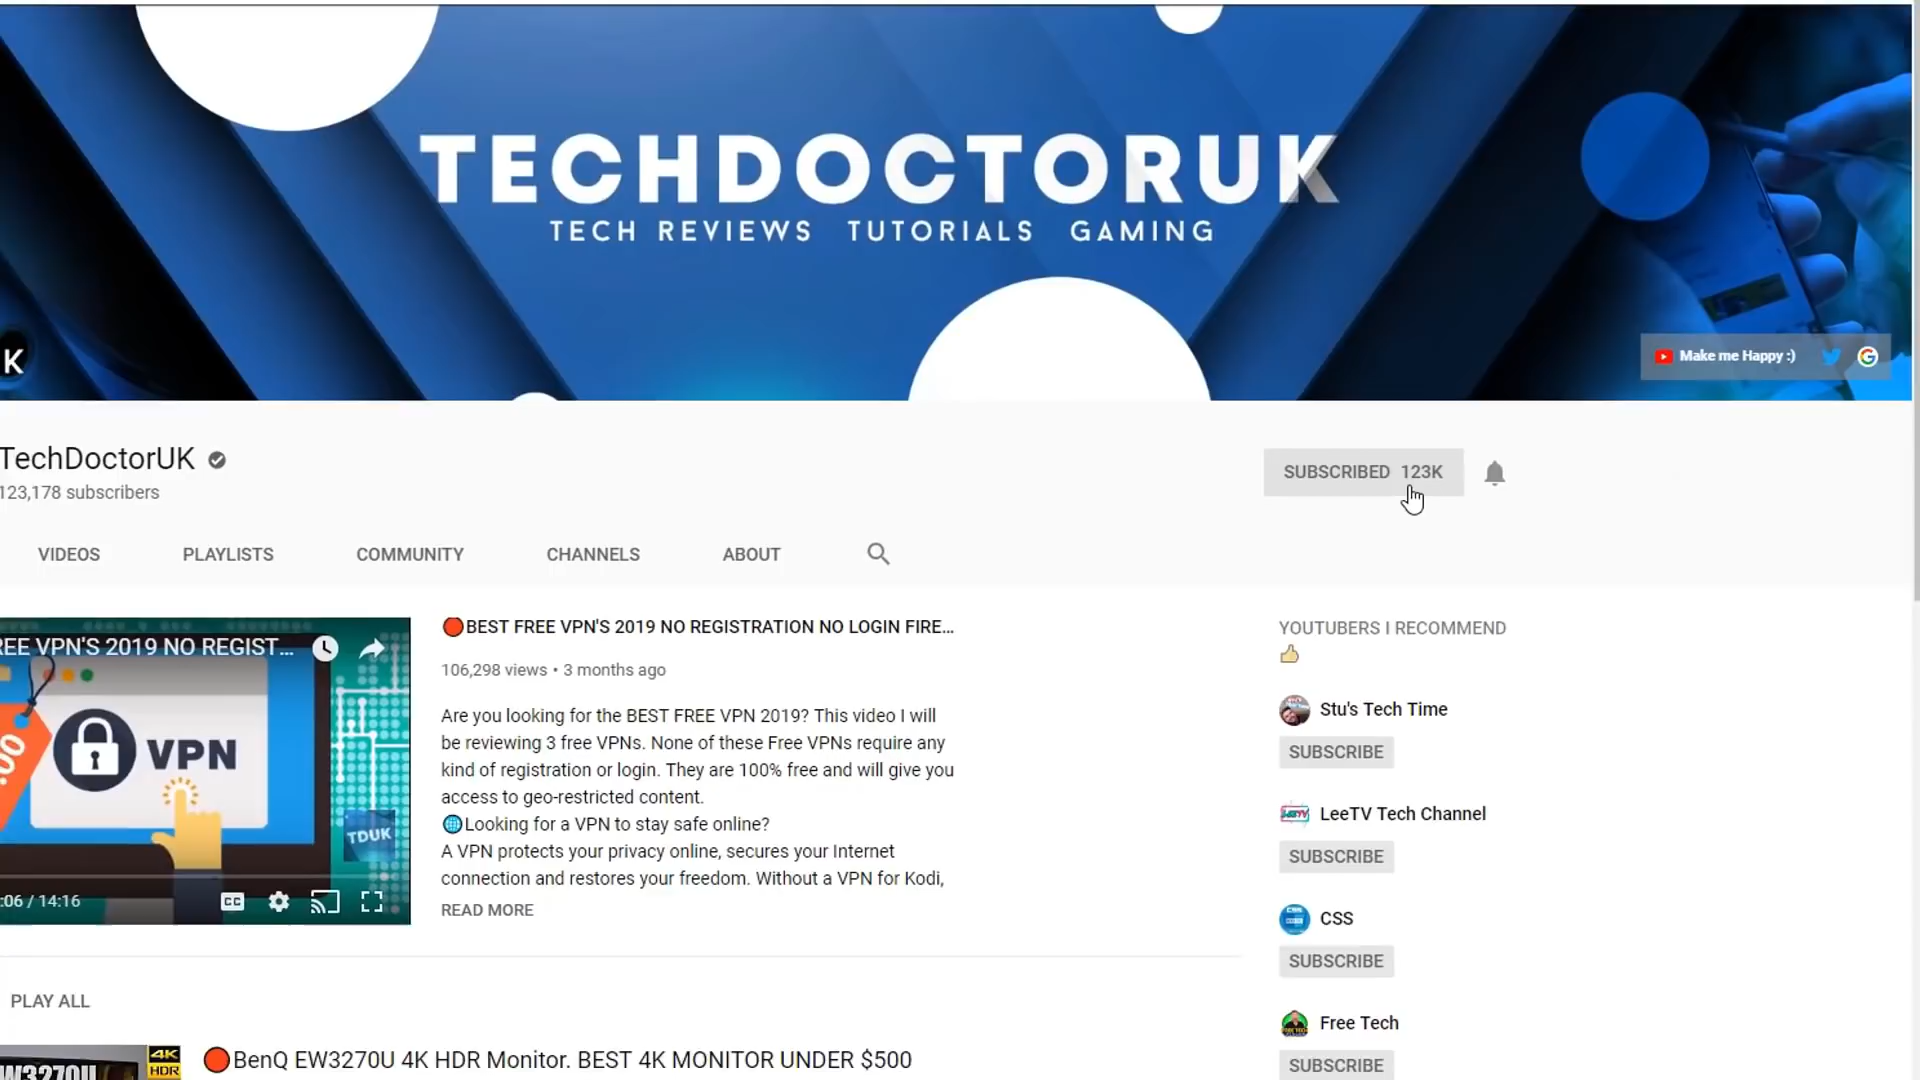 TECHDOCTORUK
TECH REVIEWS TUTORIALS GAMING
K
Make me Happy :)
TechDoctorUK
123,178 subscribers
SUBSCRIBED 123K
VIDEOS PLAYLISTS COMMUNITY CHANNELS ABOUT
EE VPN'S 2019 NO REGIST...
VPN
.00
TDUK
:06 / 14:16
CC
BEST FREE VPN'S 2019 NO REGISTRATION NO LOGIN FIRE...
106,298 views • 3 months ago
Are you looking for the BEST FREE VPN 2019? This video I will
be reviewing 3 free VPNs. None of these Free VPNs require any
kind of registration or login. They are 100% free and will give you
access to geo-restricted content.
Looking for a VPN to stay safe online?
A VPN protects your privacy online, secures your Internet
connection and restores your freedom. Without a VPN for Kodi,
READ MORE
YOUTUBERS I RECOMMEND
Stu's Tech Time
SUBSCRIBE
LeeTV Tech Channel
SUBSCRIBE
CSS
SUBSCRIBE
Free Tech
SUBSCRIBE
PLAY ALL
W3270U
4K
HDR
BenQ EW3270U 4K HDR Monitor. BEST 4K MONITOR UNDER $500